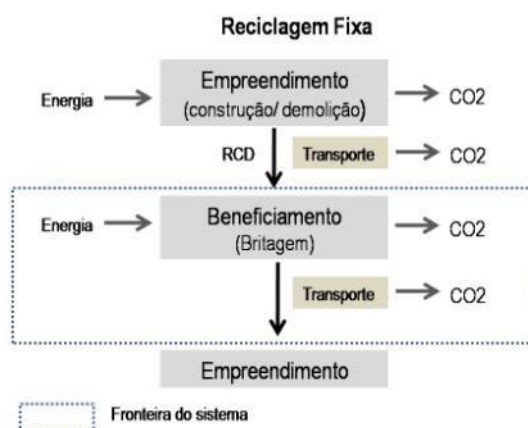 Reciclagem Fixa
Empreendimento
(construção/ demolição)
Energia
CO2
RCD
Transporte
CO2
Beneficiamento
(Britagem)
Energia
CO2
Transporte
CO2
Empreendimento
Fronteira do sistema